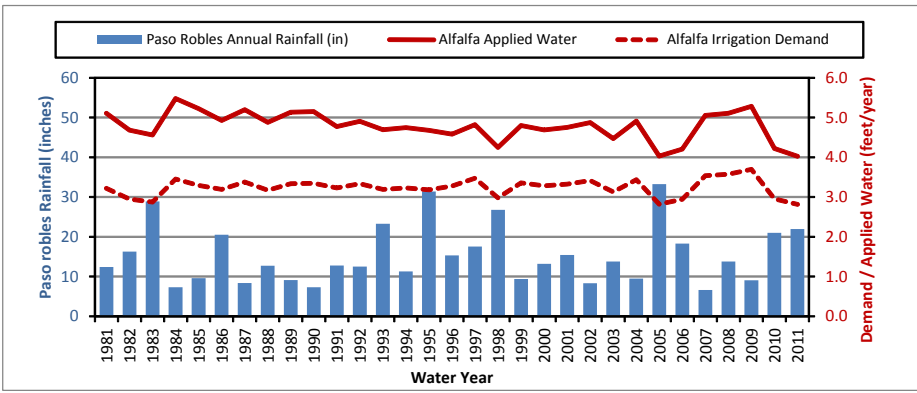 Paso Robles Annual Rainfall (in) Alfalfa Applied Water Alfalfa Irrigation Demand
Paso robles Rainfall (inches)
60
50
40
30
20
10
0
6.0
5.0
4.0
3.0
2.0
1.0
0.0
Demand / Applied Water (feet/year)
1981 1982 1983 1984 1985 1986 1987 1988 1989 1990 1991 1992 1993 1994 1995 1996 1997 1998 1999 2000 2001 2002 2003 2004 2005 2006 2007 2008 2009 2010 2011
Water Year